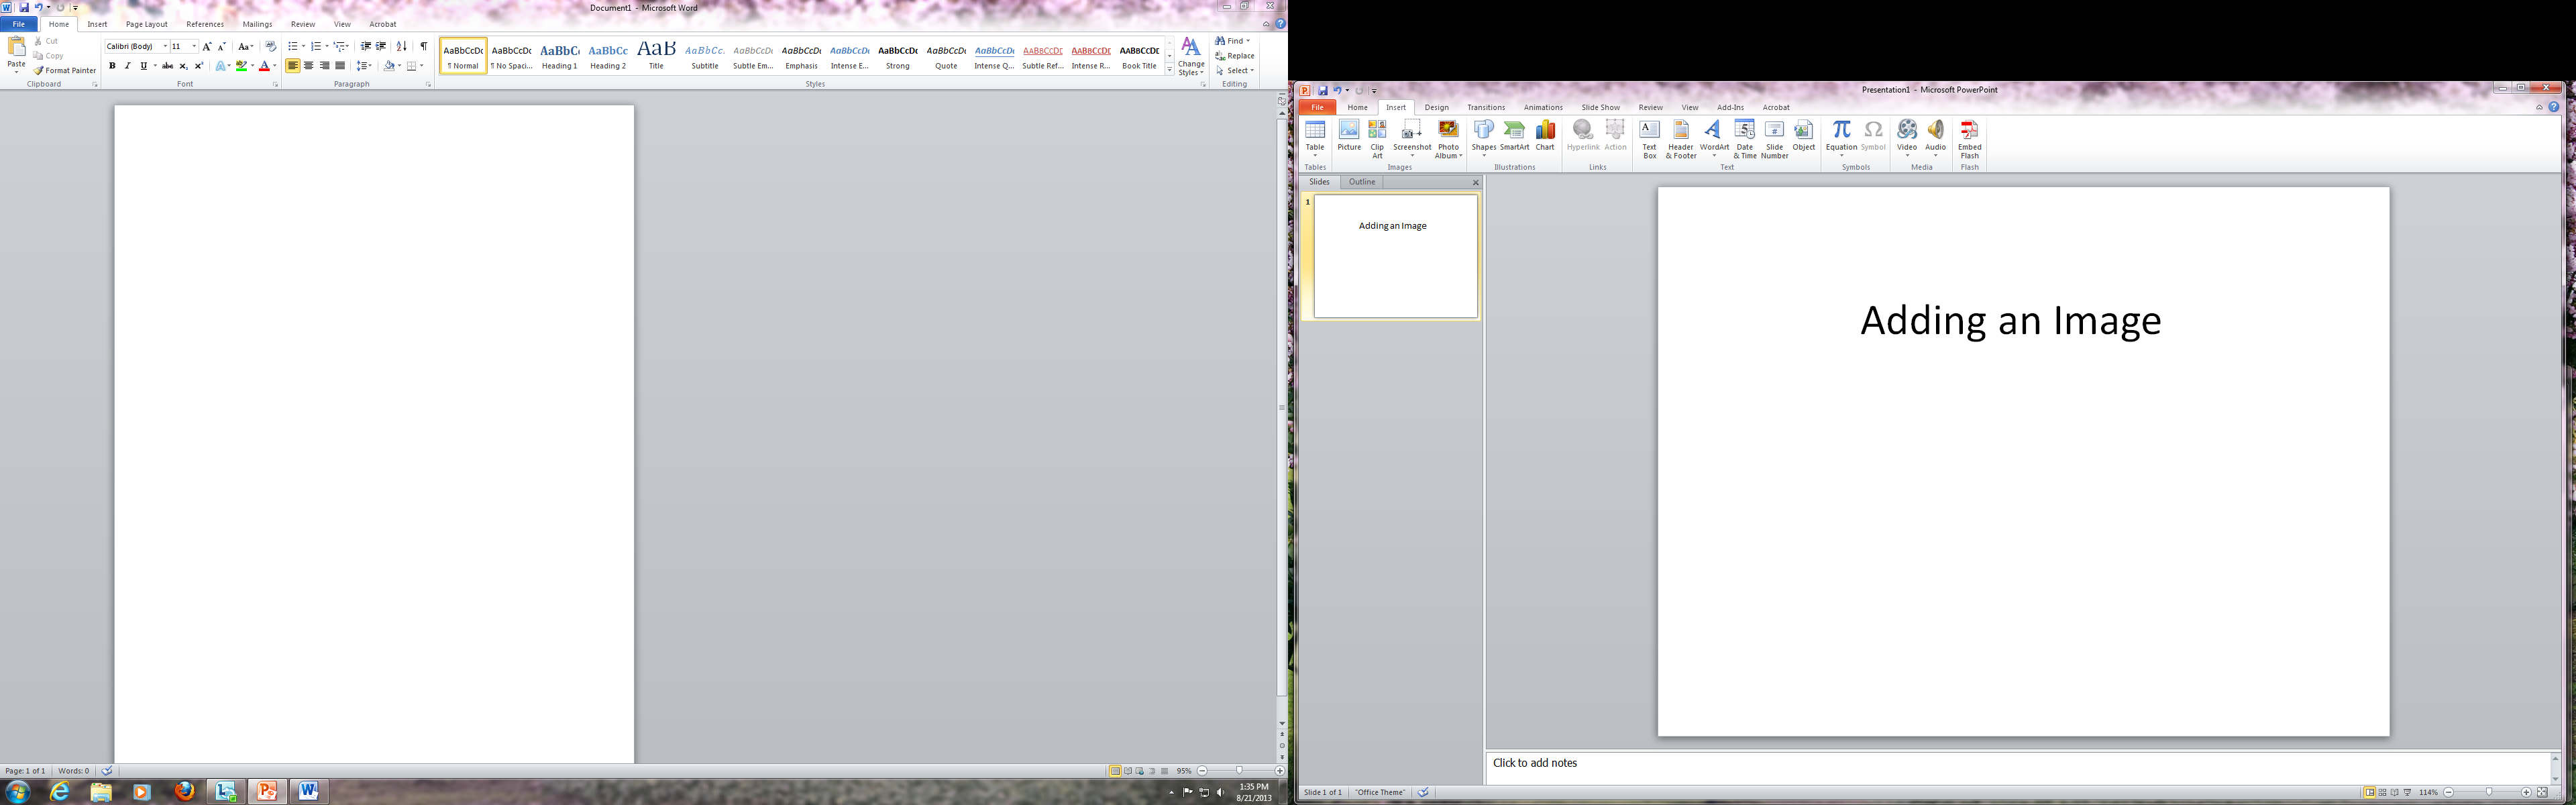 Document1 - Microsoft Word
File Home Insert Page Layout References Mailings Review View Acrobat
Paste
Cut
Copy
Format Painter
Clipboard
Calibri (Body) 11
Font
Paragraph
AaBbCcDc AaBbCcDc AaBbC AaBbCc AaB AaBbCc. AaBbCcDc AaBbCcDc AaBbCcDc AaBbCcDc AaBbCcDc AaBbCcDc AABBCCDD AABBCCDD AABBCCDD
¶ Normal ¶ No Spaci... Heading 1 Heading 2 Title Subtitle Subtle Em... Emphasis Intense E... Strong Quote Intense Q... Subtle Ref... Intense R... Book Title
Styles
Change
Styles
Find
Replace
Select
Editing
Page: 1 of 1 Words: 0
95%
1:35 PM
8/21/2013
Presentation1 - Microsoft PowerPoint
File Home Insert Design Transitions Animations Slide Show Review View Add-Ins Acrobat
Table Picture Clip Art Screenshot Photo Album Shapes SmartArt Chart Hyperlink Action Text Box Header & Footer WordArt Date & Time Slide Number Object Equation Symbol Video Audio Embed Flash
Tables Images Illustrations Links Text Symbols Media Flash
Slides Outline
1
Adding an Image
Adding an Image
Click to add notes
Slide 1 of 1 "Office Theme"
114%